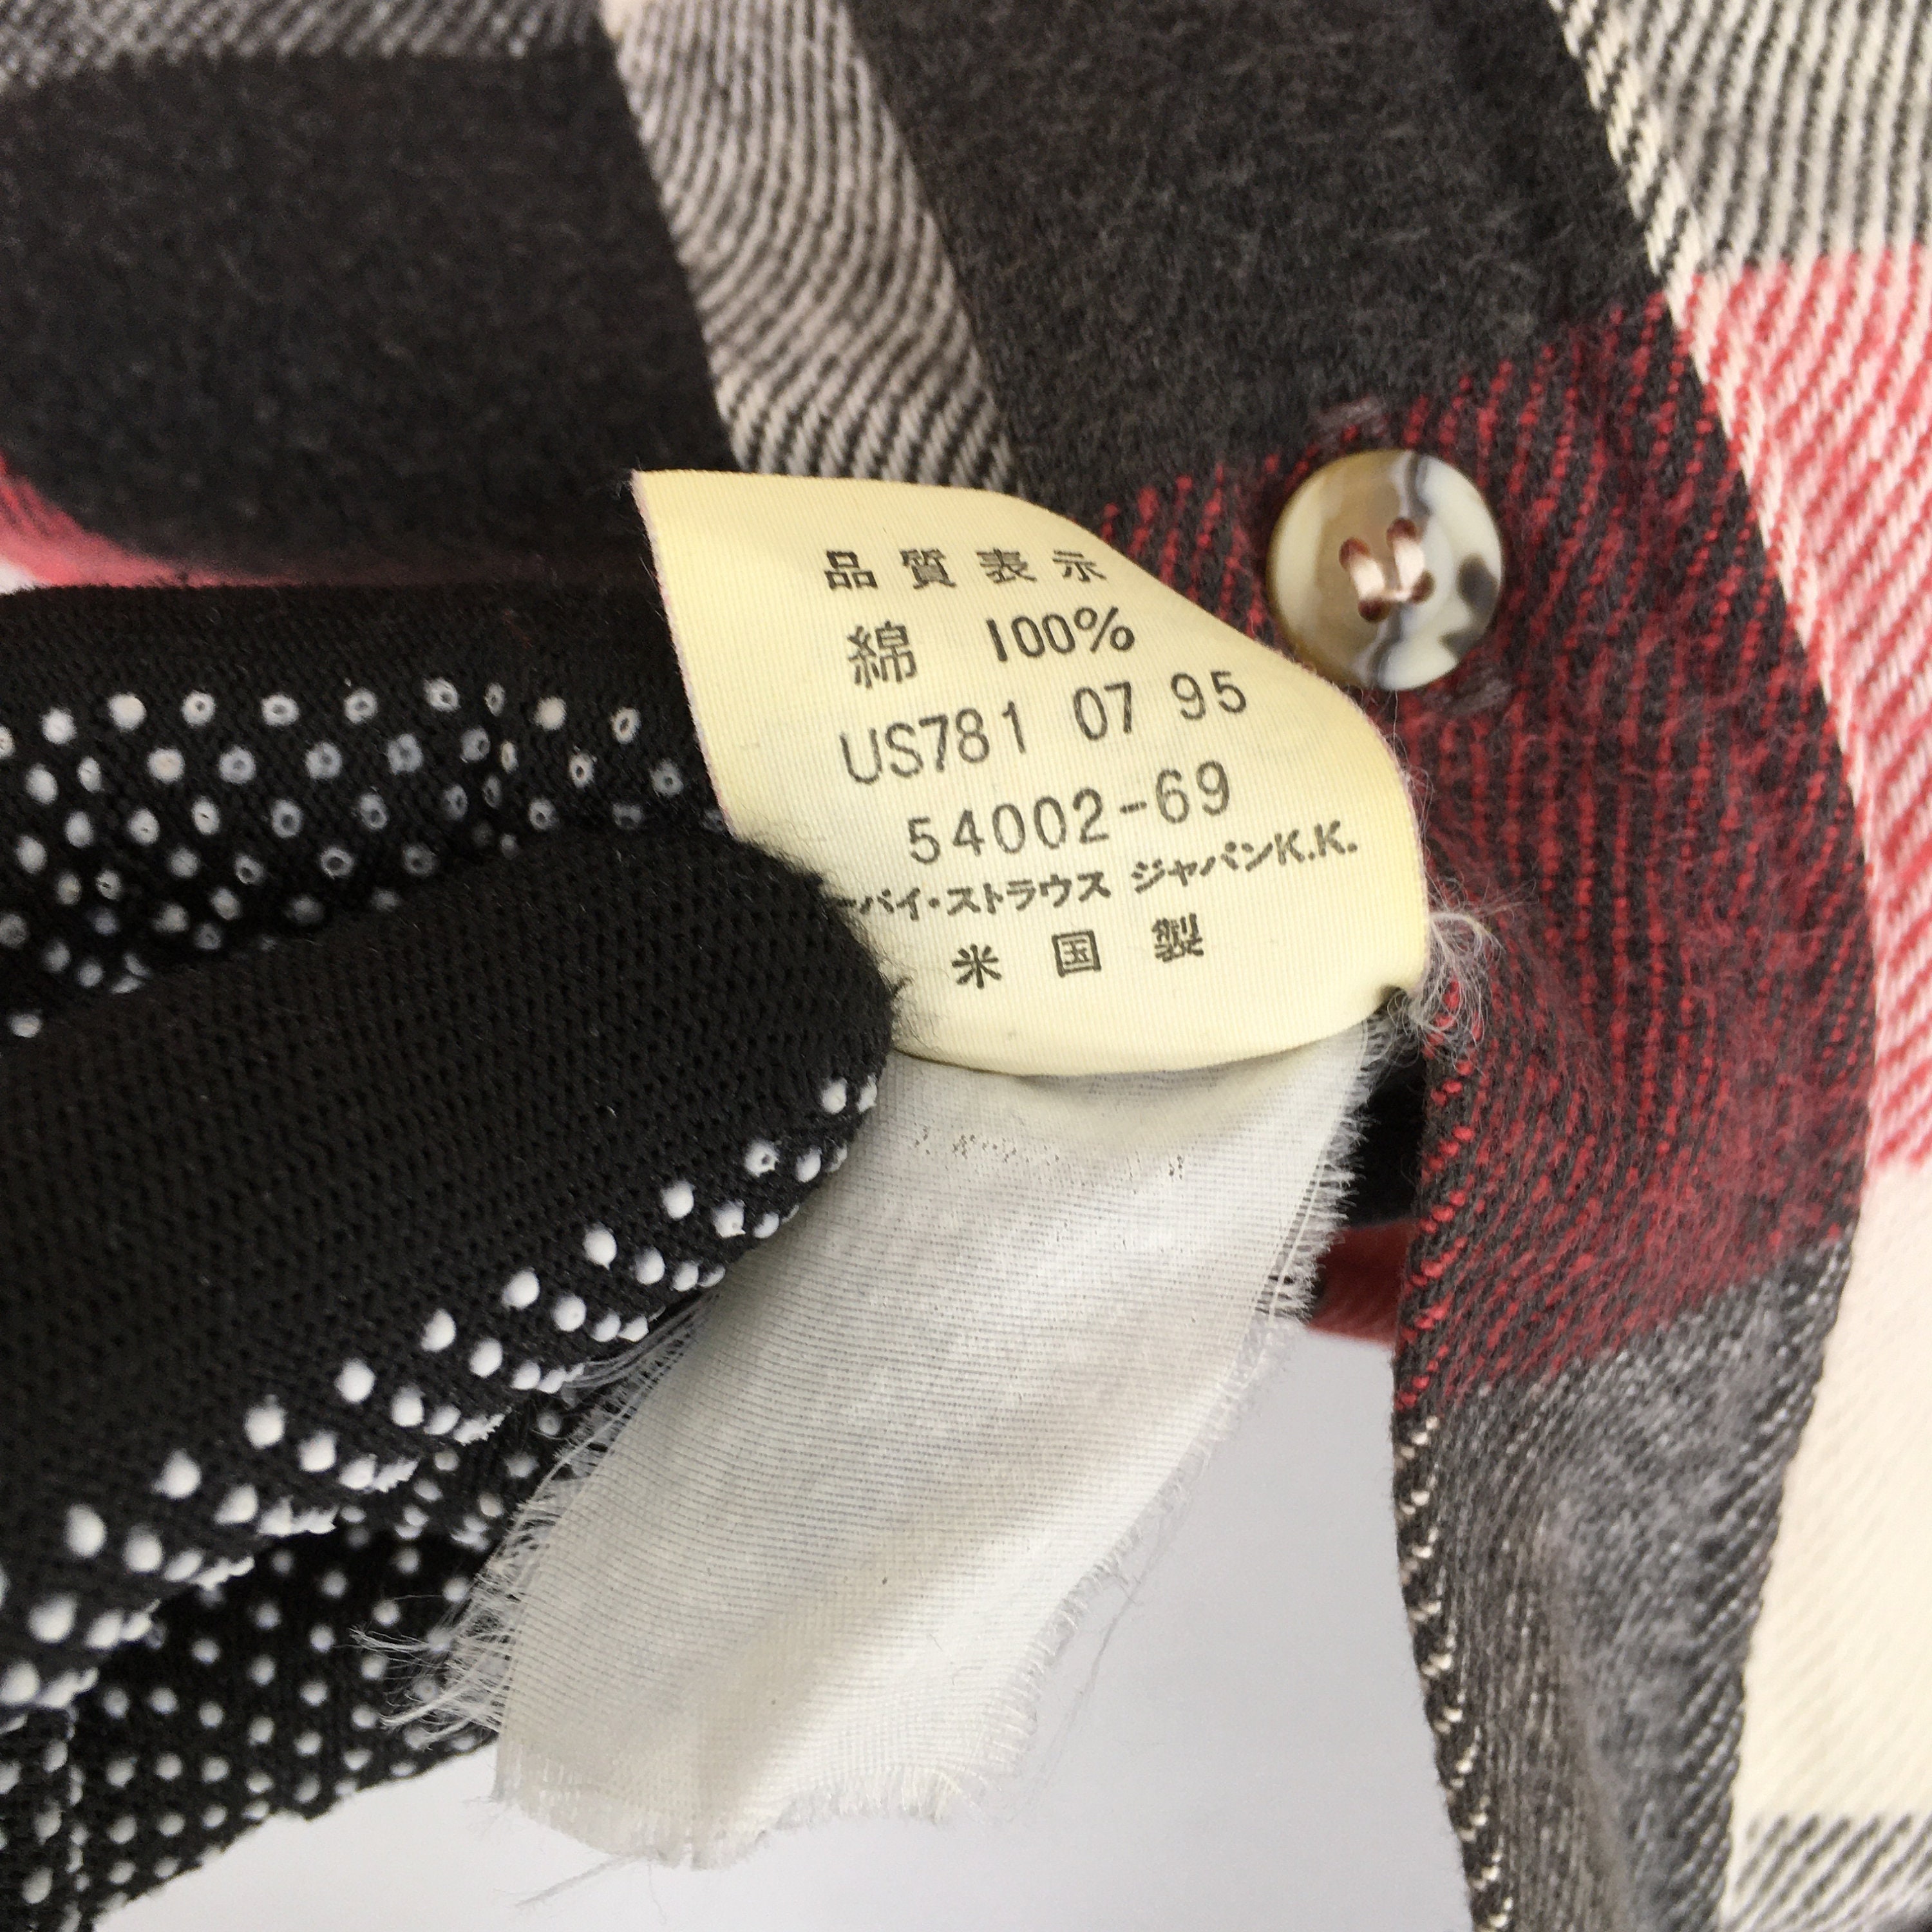 品質表示
綿 100%
US781 07 95
54002-69
ーバイ・ストラウス ジャパンK.K.
米国製